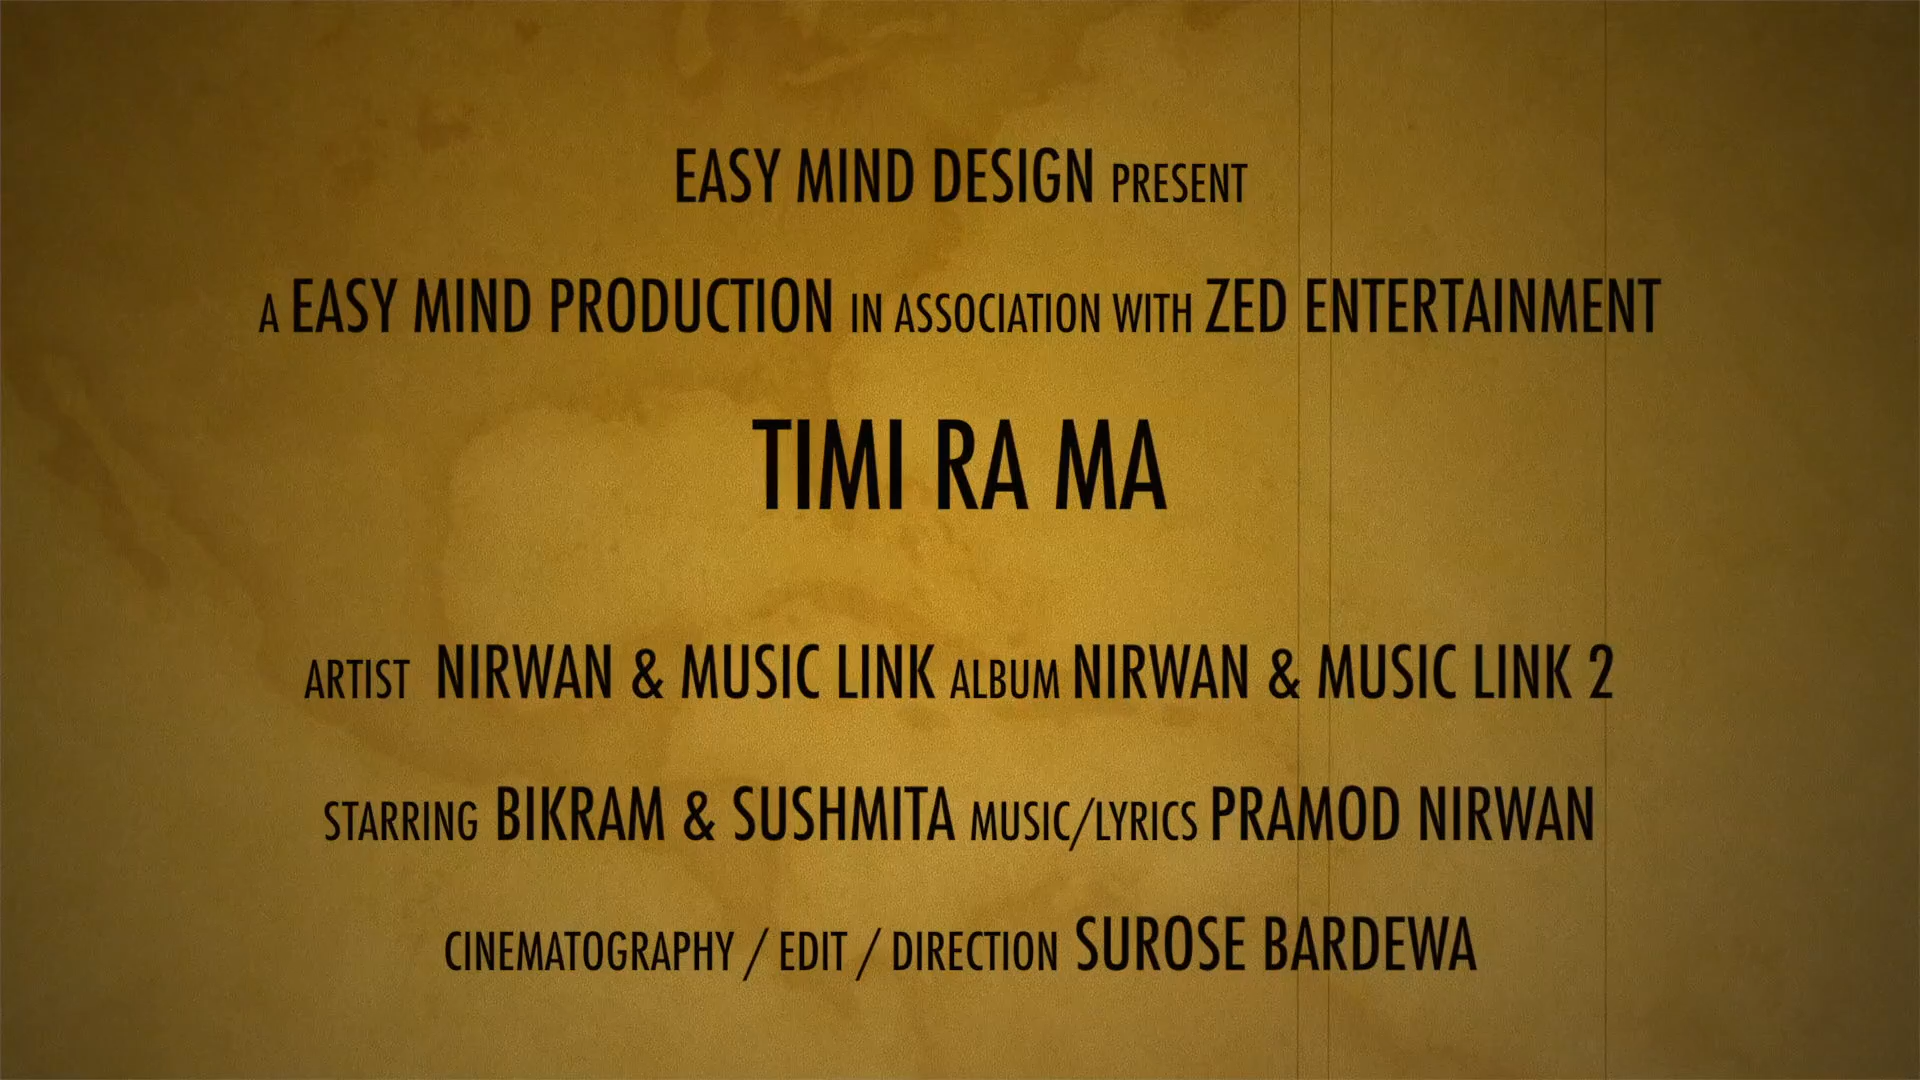 EASY MIND DESIGN PRESENT
A EASY MIND PRODUCTION IN ASSOCIATION WITH ZED ENTERTAINMENT
TIMI RA MA
ARTIST NIRWAN & MUSIC LINK ALBUM NIRWAN & MUSIC LINK 2
STARRING BIKRAM & SUSHMITA MUSIC/LYRICS PRAMOD NIRWAN
CINEMATOGRAPHY / EDIT / DIRECTION SUROSE BARDEWA